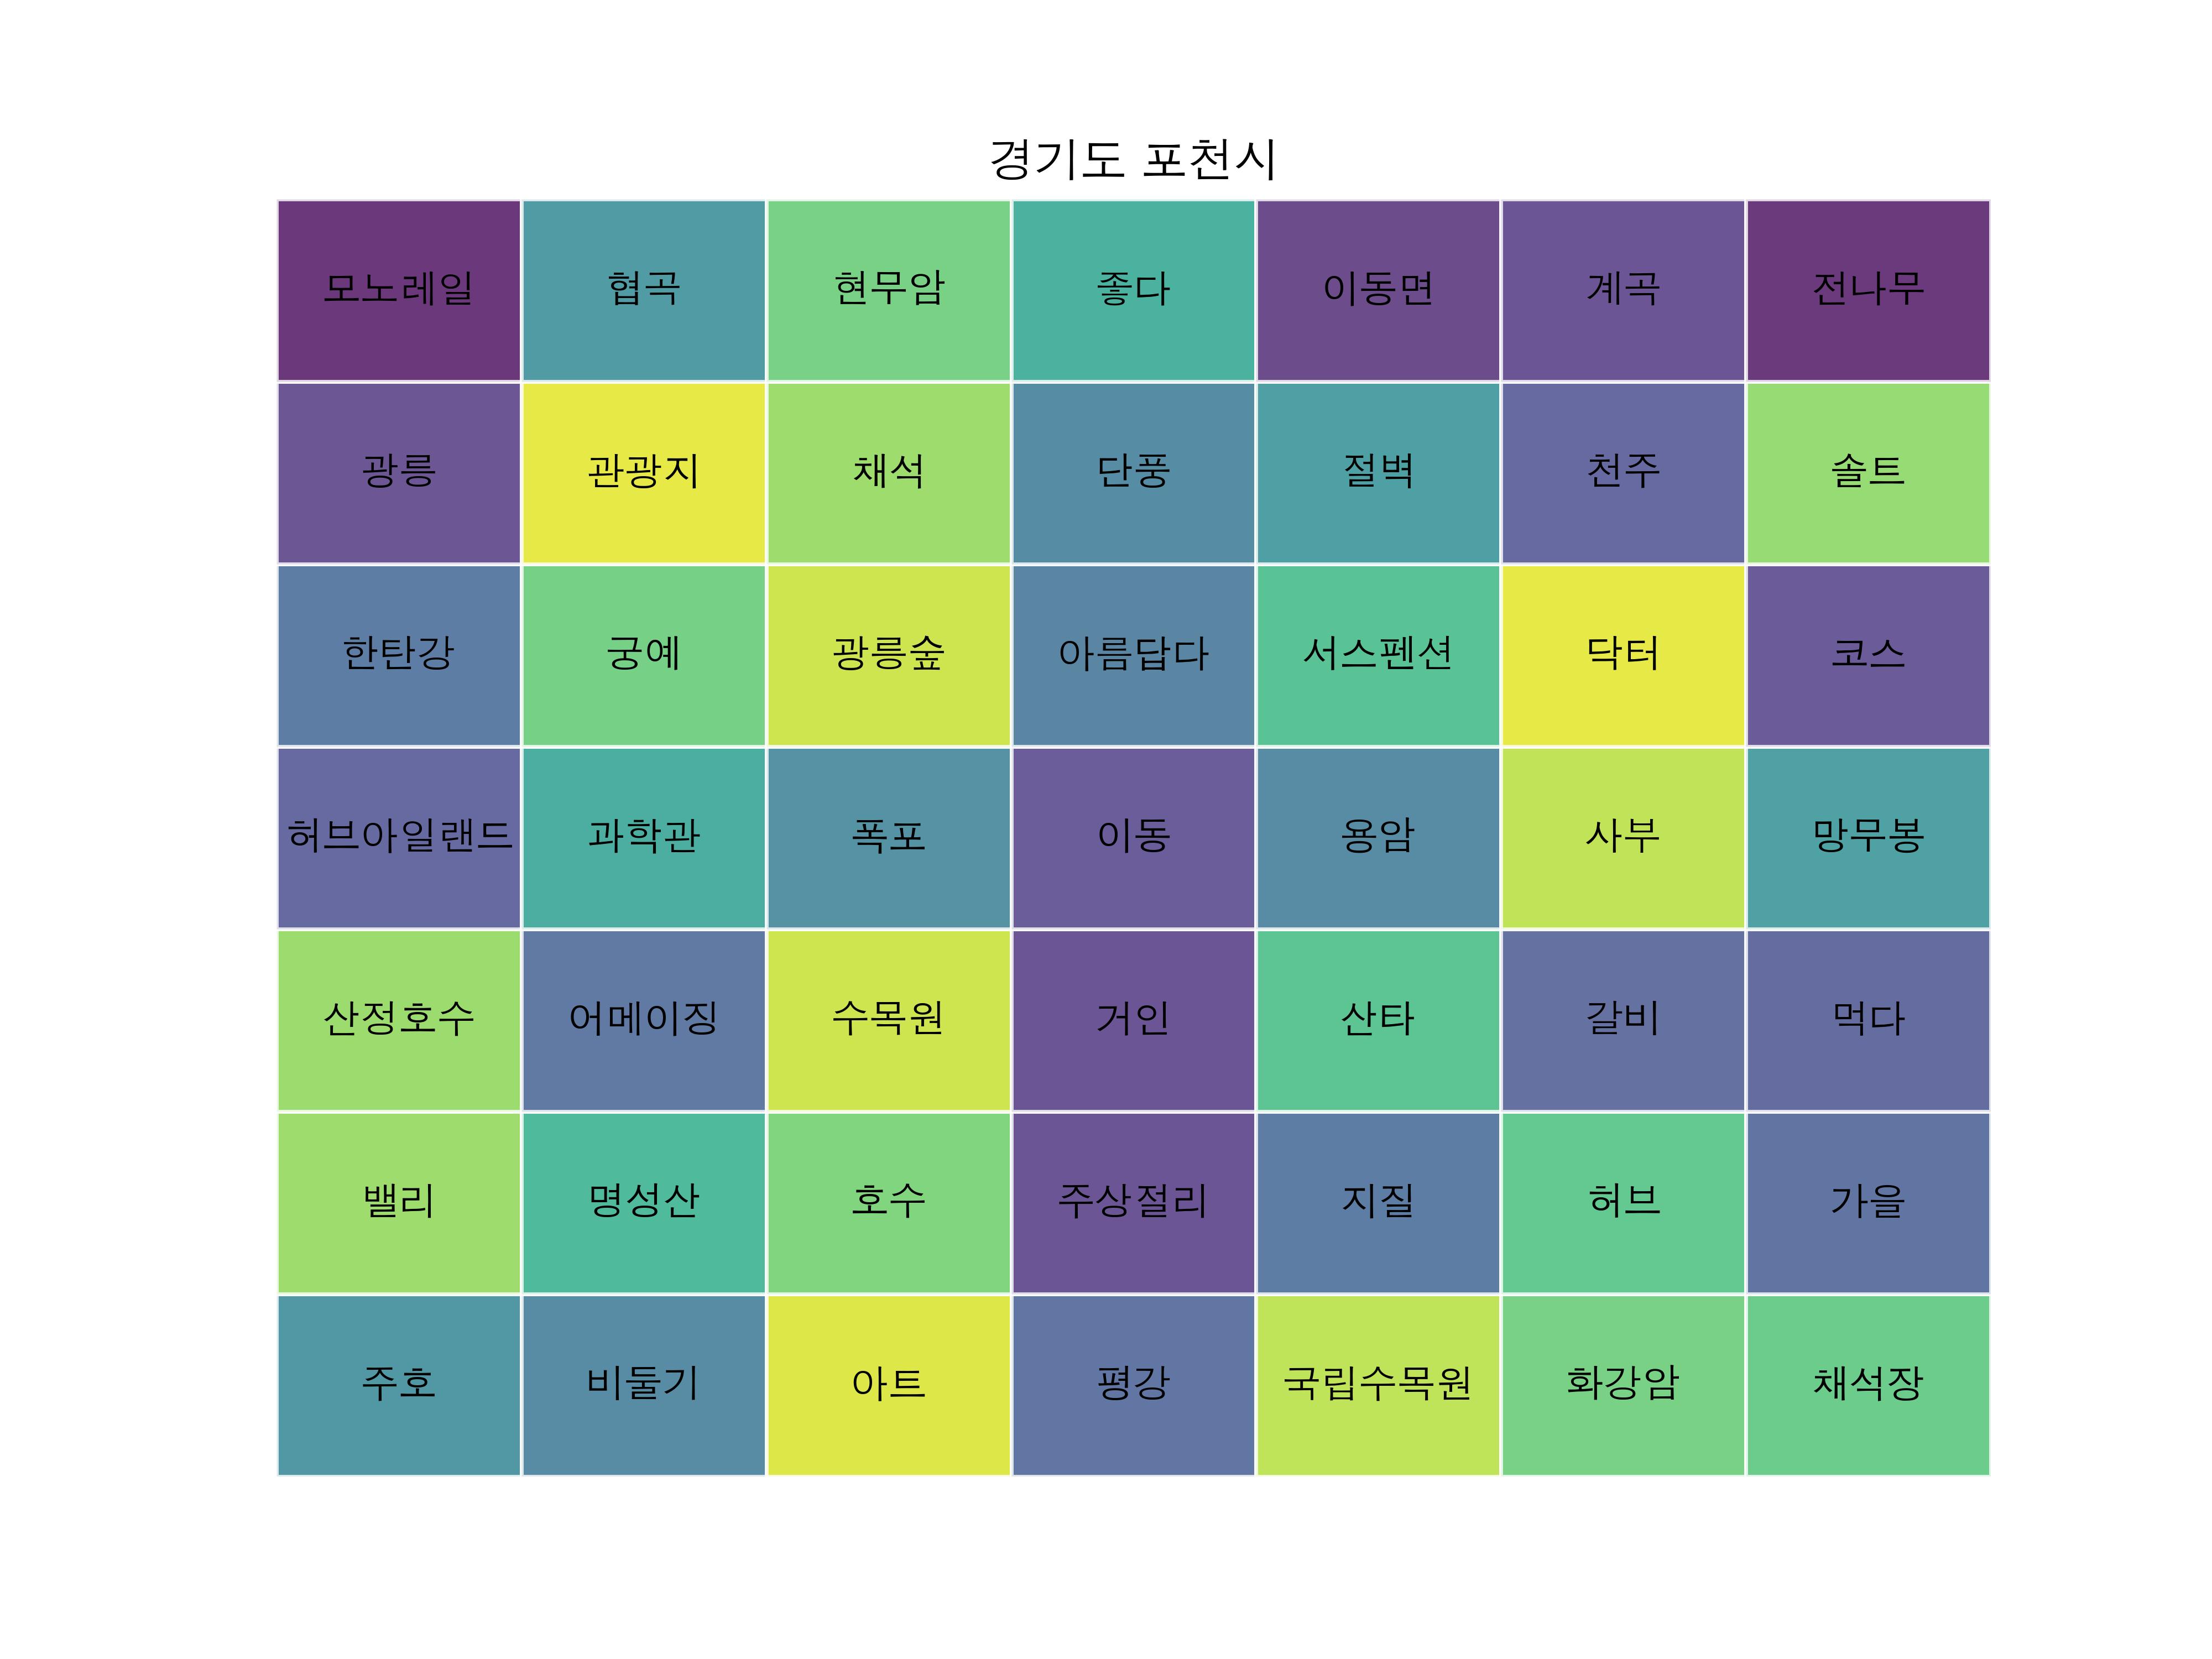 경기도 포천시
모노레일 협곡 현무암 좋다 이동면 계곡 전나무
광릉 관광지 채석 단풍 절벽 천주 솔트
한탄강 궁예 광릉숲 아름답다 서스팬션 닥터 코스
허브아일랜드 과학관 폭포 이동 용암 사부 망무봉
산정호수 어메이징 수목원 거인 산타 갈비 먹다
밸리 명성산 호수 주상절리 지질 허브 가을
주호 비둘기 아트 평강 국립수목원 화강암 채석장